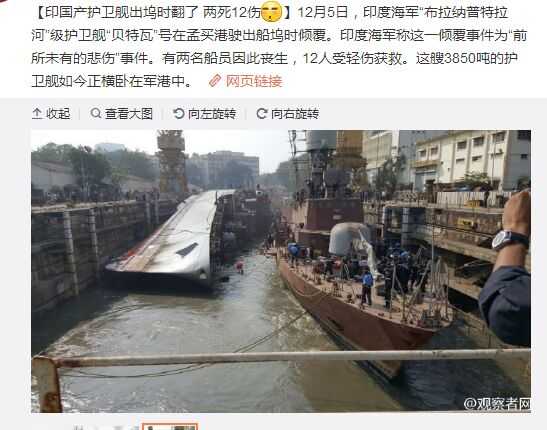 【印国产护卫舰出坞时翻了 两死12伤】12月5日，印度海军“布拉纳普特拉
河”级护卫舰“贝特瓦”号在孟买港驶出船坞时倾覆。印度海军称这一倾覆事件为“前
所未有的悲伤”事件。有两名船员因此丧生，12人受轻伤获救。这艘3850吨的护
卫舰如今正横卧在军港中。 网页链接
收起 查看大图 向左旋转 向右旋转
@观察者网